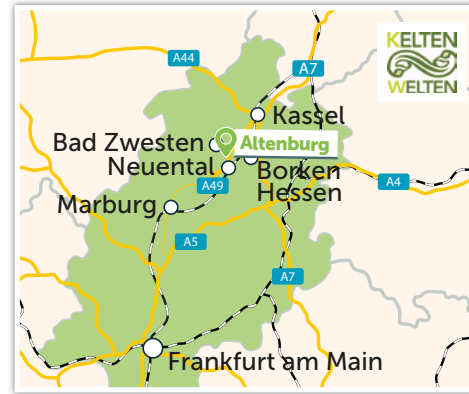 KELTEN
WELTEN
A44
A7
Kassel
Bad Zwesten
Altenburg
Neuental
Borken
Hessen
A49
A4
Marburg
A5
A7
Frankfurt am Main